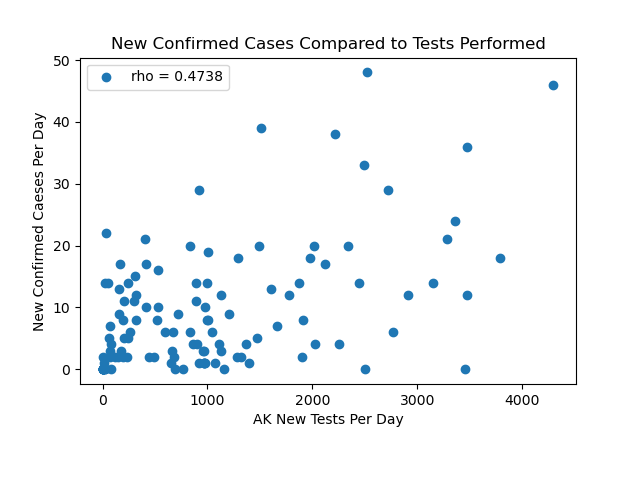 New Confirmed Cases Compared to Tests Performed
rho = 0.4738
50
40
30
20
10
0
New Confirmed Caeses Per Day
0 1000 2000 3000 4000
AK New Tests Per Day